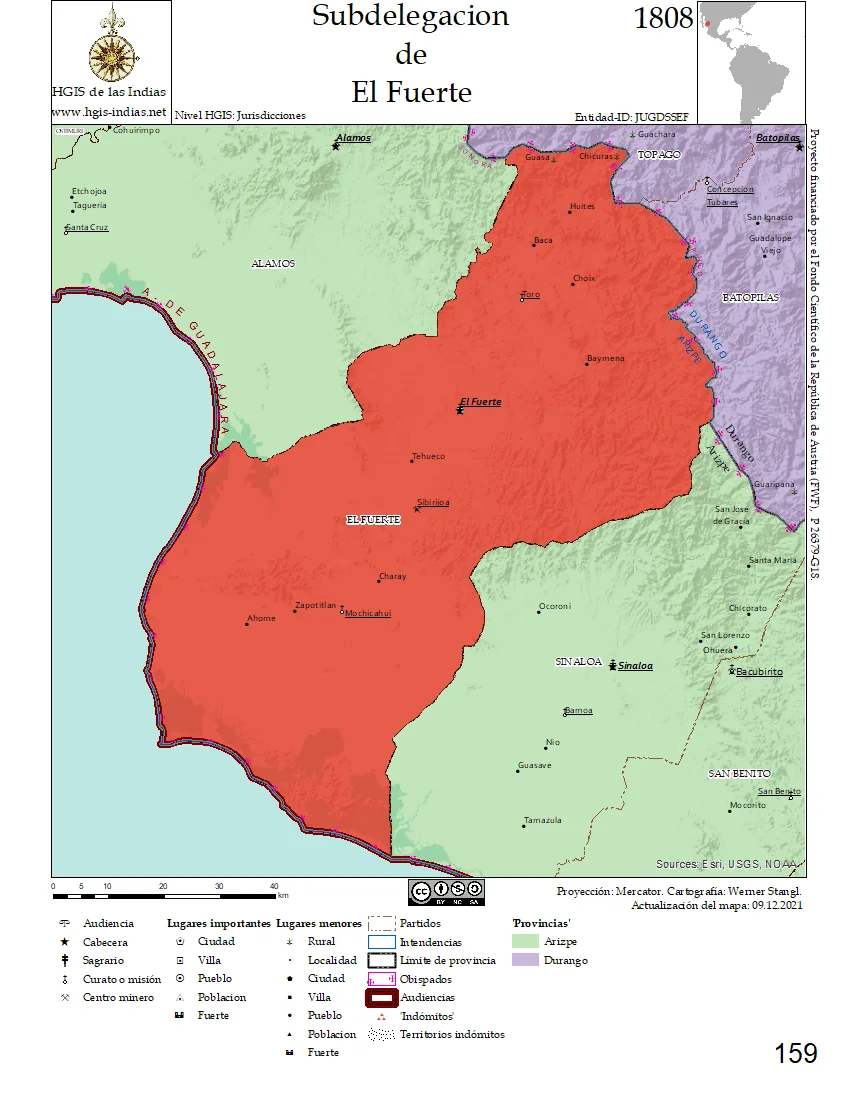 Subdelegacion
de
El Fuerte
1808
HGIS de las Indias
www.hgis-indias.net
Nivel HGIS: Jurisdicciones
Entidad-ID: JUGDSSEF
OSTIMURI
Cohuirimpo
Alamos
SONORA
Guasa
Chicuras
Guachara
TOPAGO
Batopilas
Concepcion
Tubares
Etchojoa
Tagueria
Santa Cruz
Huites
San Ignacio
Baca
Guadalupe
Viejo
ALAMOS
Choix
Toro
BATOPILAS
A. DE GUADALAJARA
DURANGO
ARIZPE
Baymena
El Fuerte
Durango
Arizpe
Tehueco
Guaripana
Sibirijoa
San Jose
de Gracia
EL FUERTE
Santa Maria
Charay
Zapotitlan
Mochicahui
Ahome
Ocoroni
Chicorato
San Lorenzo
Ohuera
SINALOA
Sinaloa
Bacubirito
Bamoa
Nio
Guasave
SAN BENITO
San Benito
Mocorito
Tamazula
Sources: Esri, USGS, NOAA
Proyecto financiado por el Fondo Científico de la República de Austria (FWF), P 26379-G18.
0 5 10 20 30 40
km
CC BY NC SA
Proyección: Mercator. Cartografía: Werner Stangl.
Actualización del mapa: 09.12.2021
Audiencia
Cabecera
Sagrario
Curato o misión
Centro minero
Lugares importantes
Ciudad
Villa
Pueblo
Poblacion
Fuerte
Lugares menores
Rural
Localidad
Ciudad
Villa
Pueblo
Poblacion
Fuerte
Partidos
Intendencias
Límite de provincia
Obispados
Audiencias
'Indómitos'
Territorios indómitos
'Provincias'
Arizpe
Durango
159